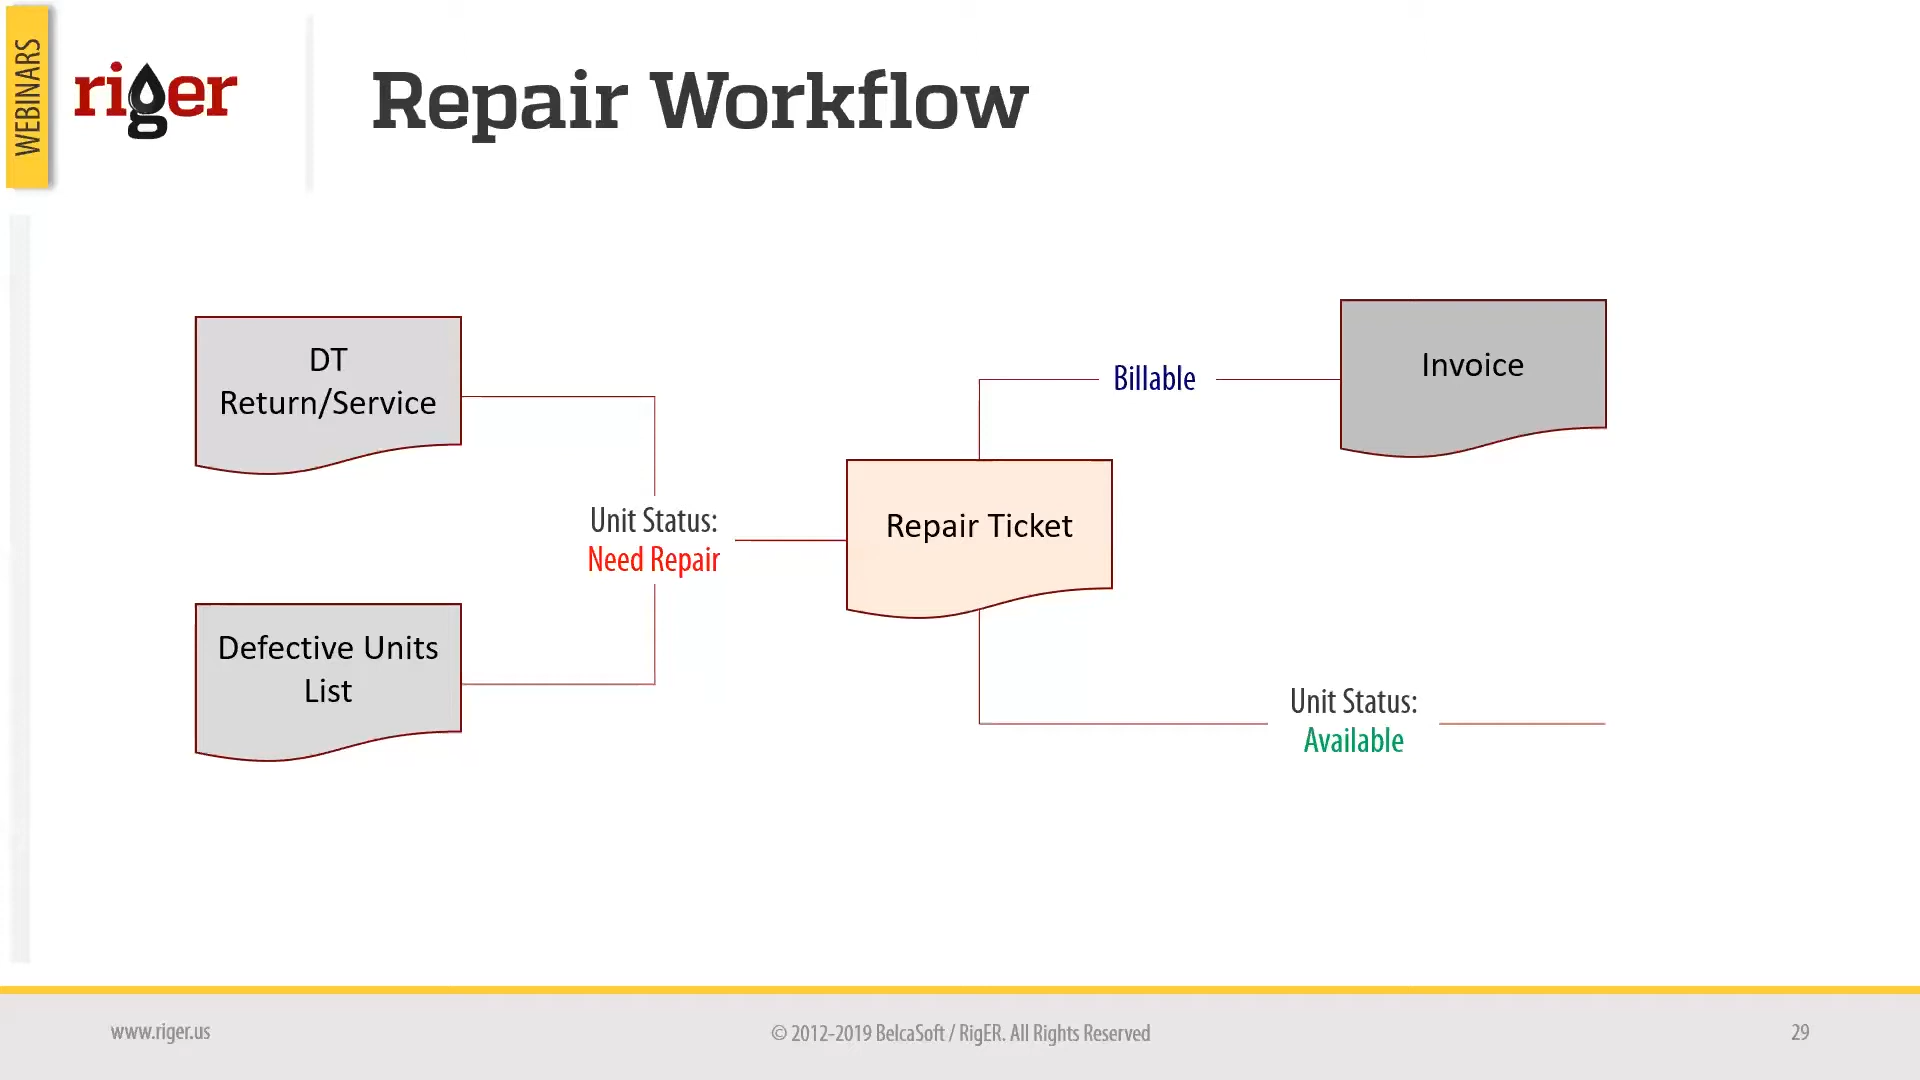 WEBINARS
riger
Repair Workflow
DT
Return/Service
Billable
Invoice
Unit Status:
Need Repair
Repair Ticket
Defective Units
List
Unit Status:
Available
www.riger.us
© 2012-2019 BelcaSoft / RigER. All Rights Reserved
29